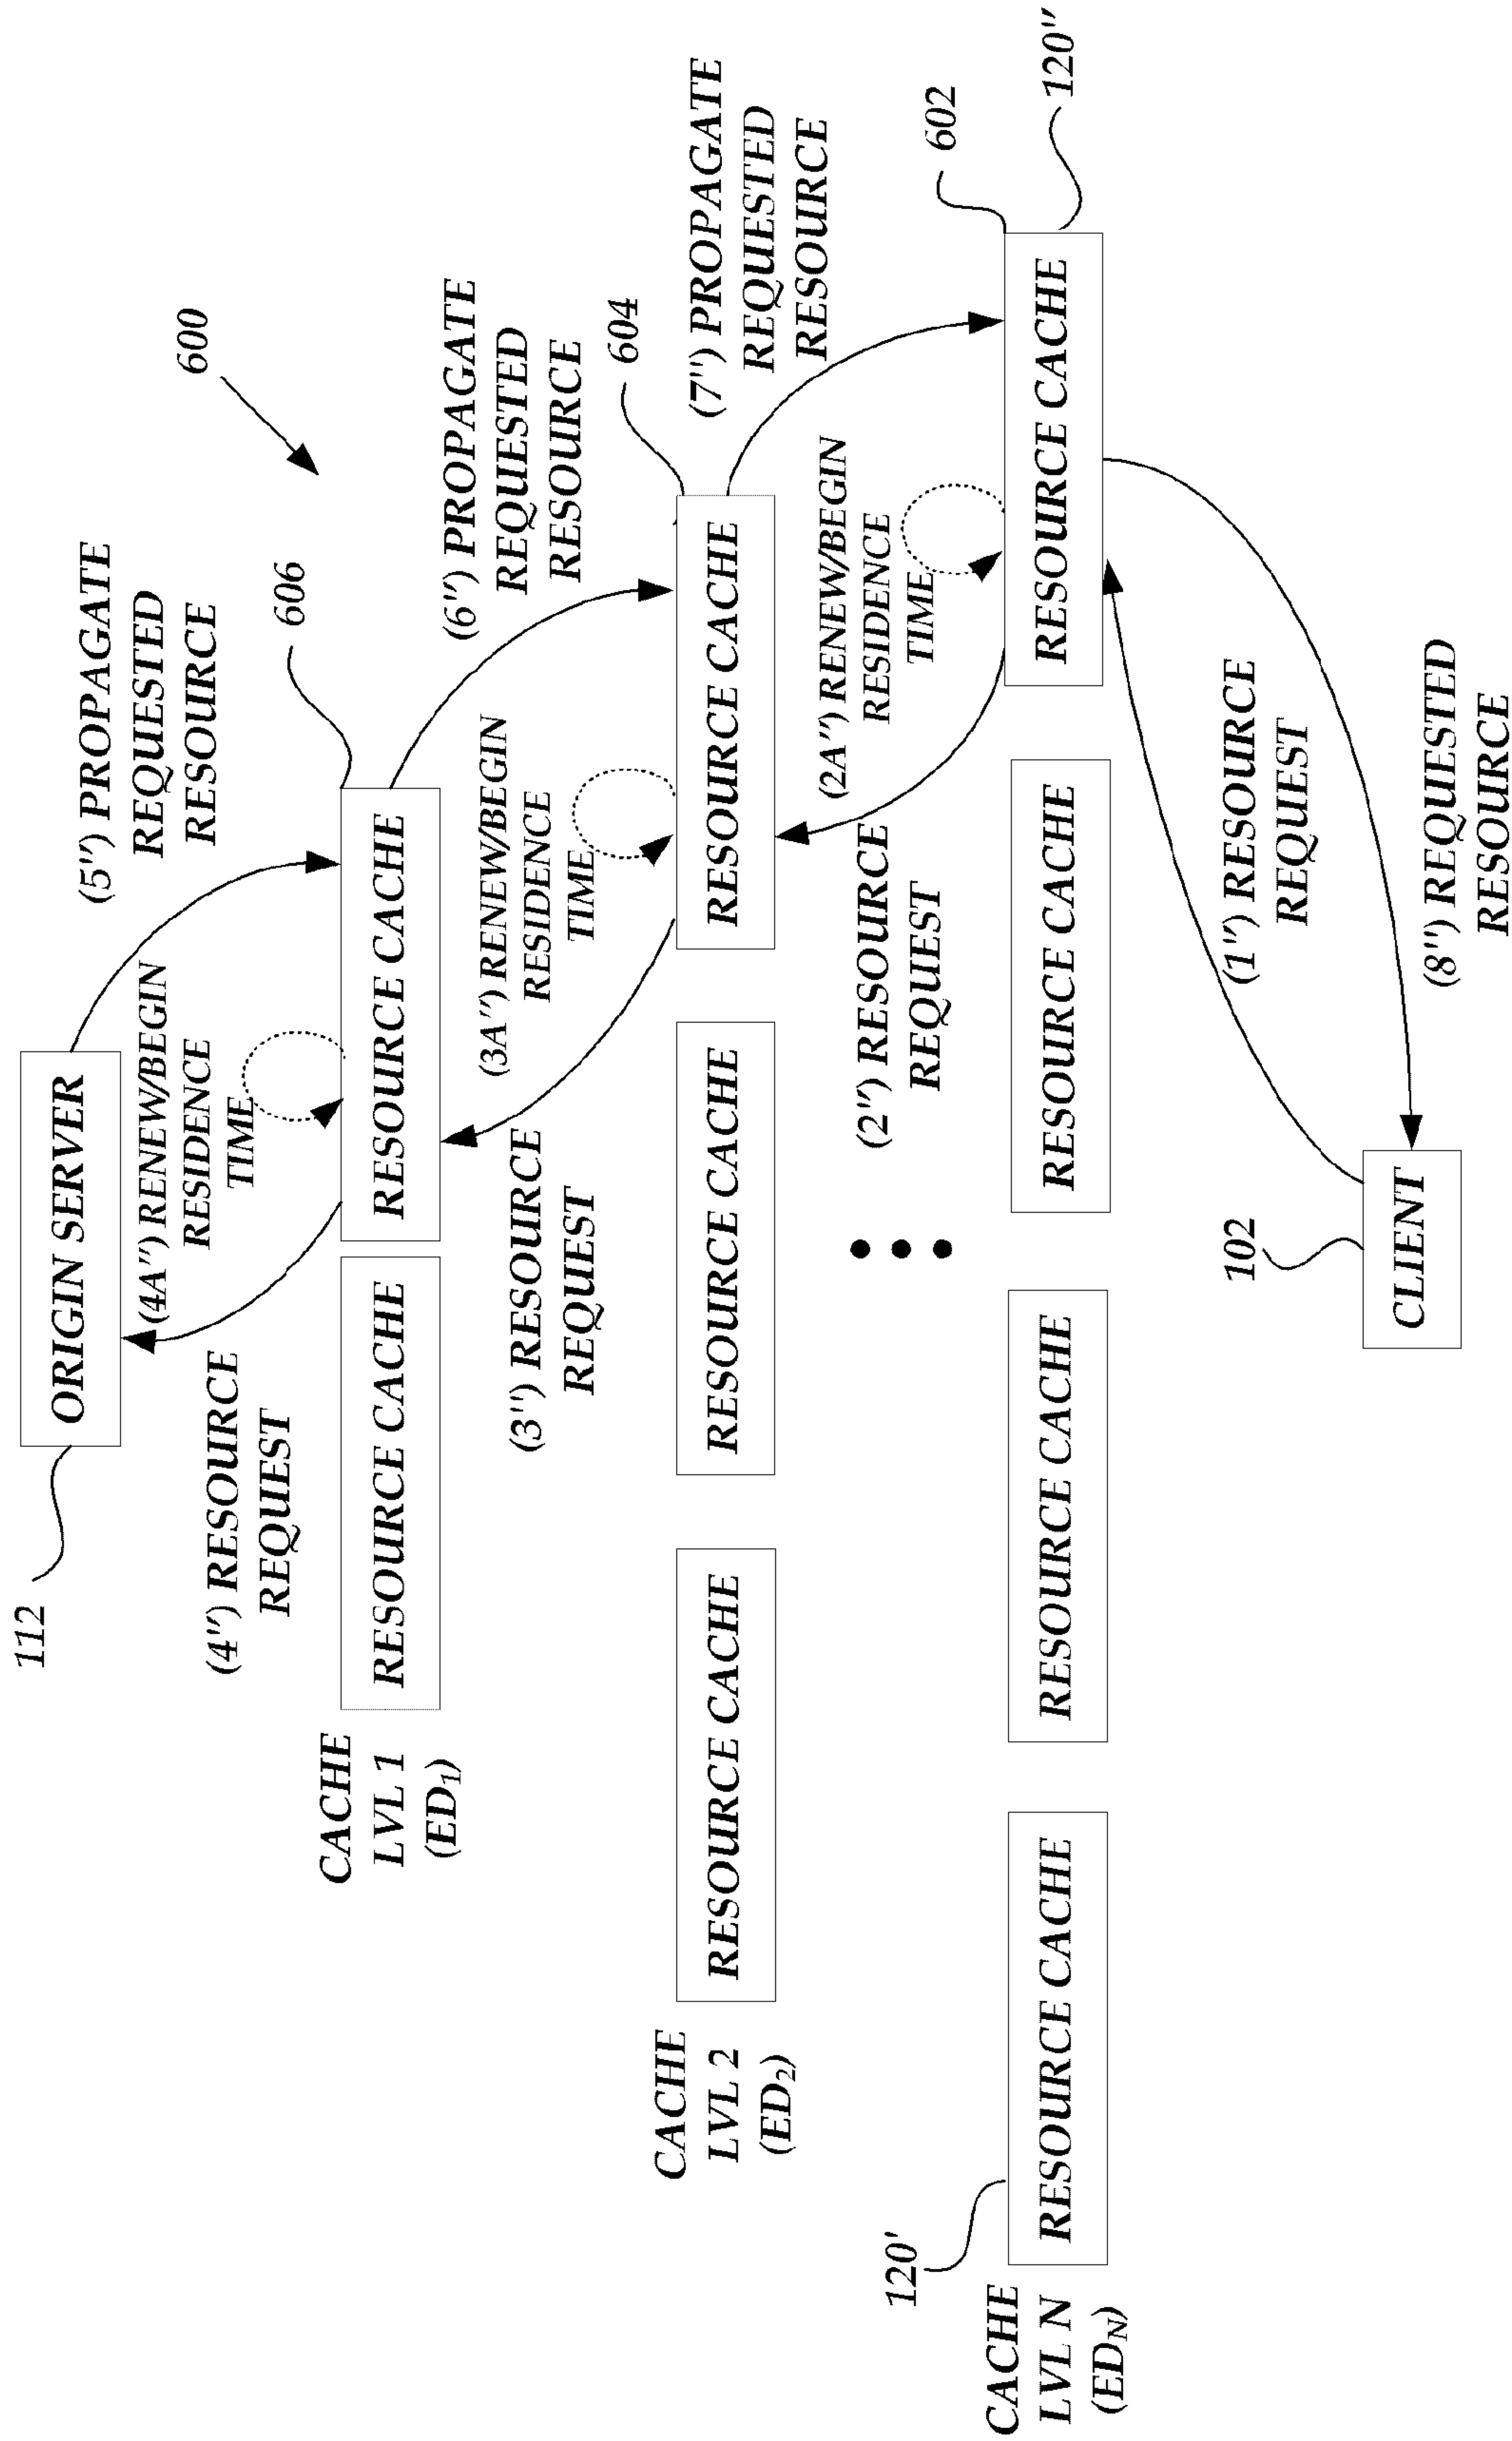 600
112
ORIGIN SERVER
(5'') PROPAGATE
REQUESTED
RESOURCE
(4A'') RENEW/BEGIN
RESIDENCE
TIME
(4'') RESOURCE
REQUEST
606
CACHE
LVL 1
(ED1)
RESOURCE CACHE
RESOURCE CACHE
(6'') PROPAGATE
REQUESTED
RESOURCE
(3A'') RENEW/BEGIN
RESIDENCE
TIME
(3'') RESOURCE
REQUEST
604
CACHE
LVL 2
(ED2)
RESOURCE CACHE
RESOURCE CACHE
RESOURCE CACHE
(7'') PROPAGATE
REQUESTED
RESOURCE
(2A'') RENEW/BEGIN
RESIDENCE
TIME
(2'') RESOURCE
REQUEST
602
120''
120'
CACHE
LVL N
(EDN)
RESOURCE CACHE
RESOURCE CACHE
RESOURCE CACHE
RESOURCE CACHE
(1'') RESOURCE
REQUEST
102
CLIENT
(8'') REQUESTED
RESOURCE